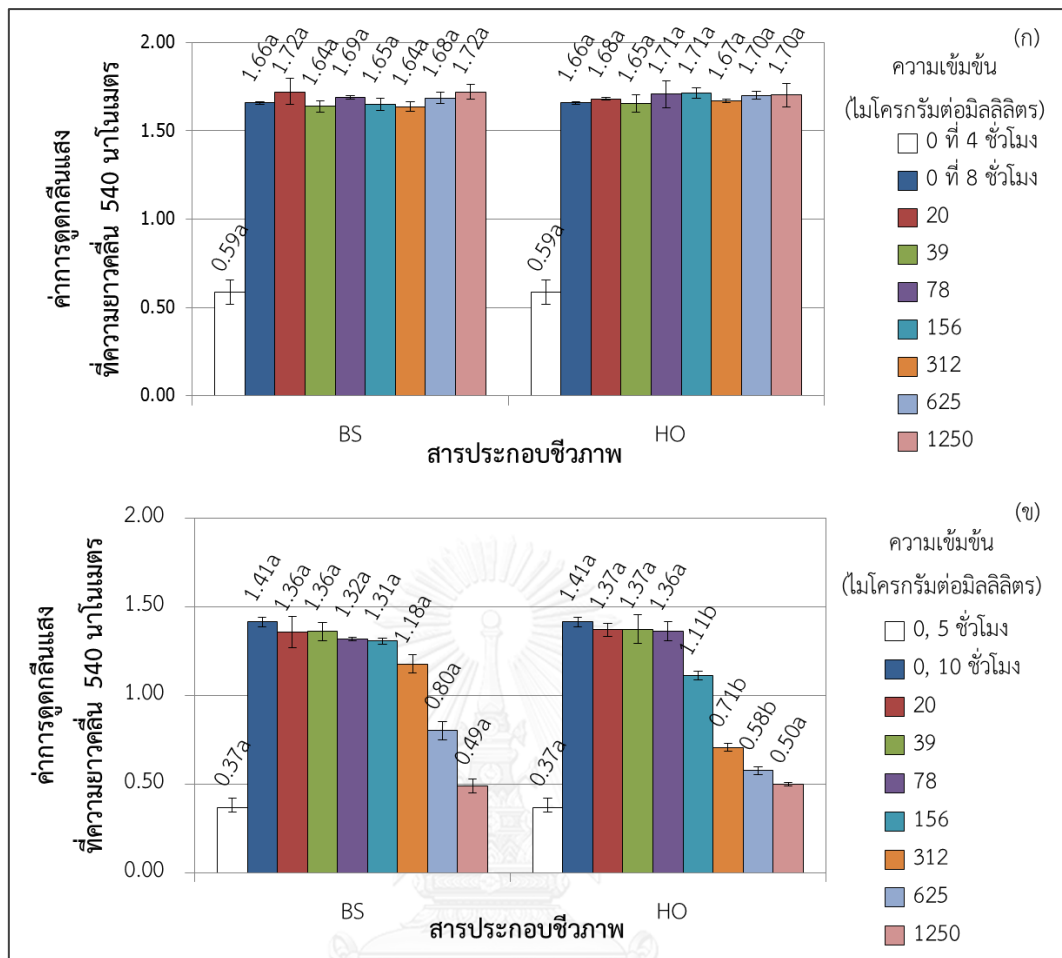 (ก)
2.00
1.50
1.00
0.50
0.00
ค่าการดูดกลืนแสง
ที่ความยาวคลื่น 540 นาโนเมตร
0.59a
1.66a
1.72a
1.64a
1.69a
1.65a
1.64a
1.68a
1.72a
0.59a
1.66a
1.68a
1.65a
1.71a
1.71a
1.67a
1.70a
1.70a
BS
HO
สารประกอบชีวภาพ
ความเข้มข้น
(ไมโครกรัมต่อมิลลิลิตร)
0 ที่ 4 ชั่วโมง
0 ที่ 8 ชั่วโมง
20
39
78
156
312
625
1250
(ข)
2.00
1.50
1.00
0.50
0.00
ค่าการดูดกลืนแสง
ที่ความยาวคลื่น 540 นาโนเมตร
0.37a
1.41a
1.36a
1.36a
1.32a
1.31a
1.18a
0.80a
0.49a
0.37a
1.41a
1.37a
1.37a
1.36a
1.11b
0.71b
0.58b
0.50a
BS
HO
สารประกอบชีวภาพ
ความเข้มข้น
(ไมโครกรัมต่อมิลลิลิตร)
0, 5 ชั่วโมง
0, 10 ชั่วโมง
20
39
78
156
312
625
1250